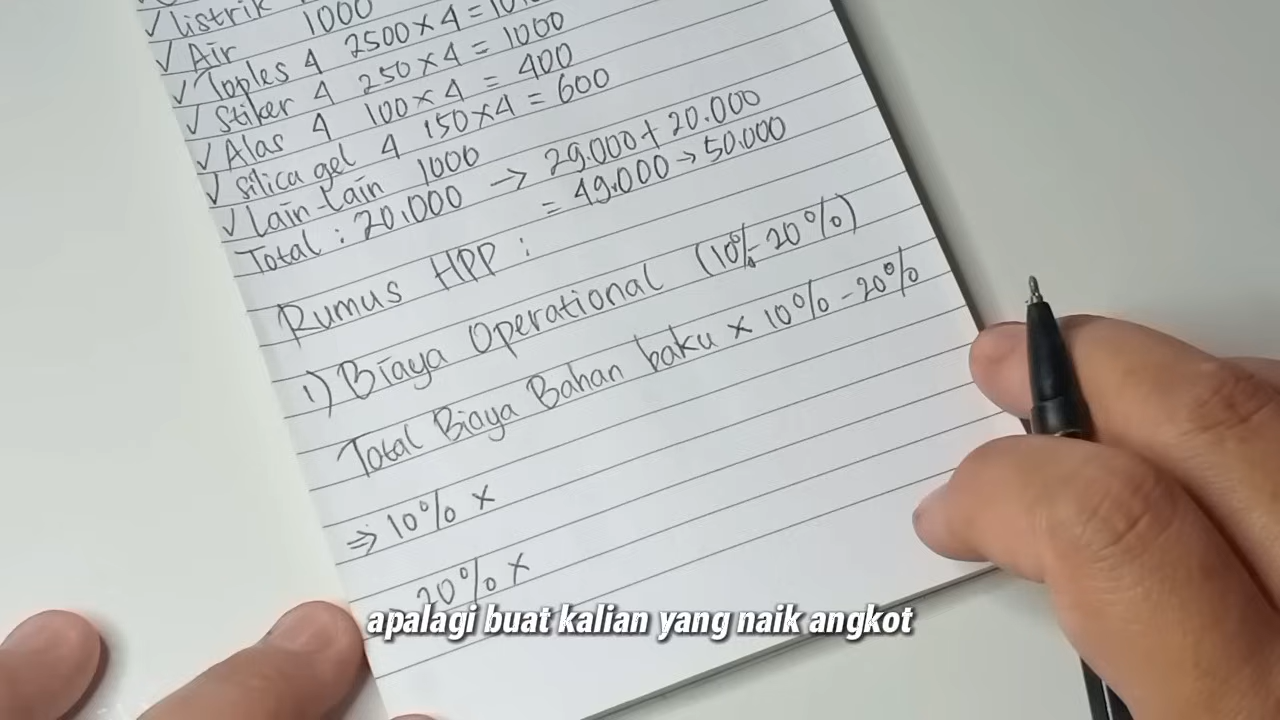 ✓ listrik
✓ Air 1000
✓ Toples 4 2500 × 4 =
✓ Stiker 4 250 × 4 = 1000
✓ Alas 4 100 × 4 = 400
✓ silica gel 4 150 × 4 = 600
✓ lain-lain 1000
Total : 20.000 → 29.000 + 20.000
= 49.000 → 50.000
Rumus HPP :
1) Biaya Operational (10%-20%)
Total Biaya Bahan baku × 10% - 20%
⇒ 10% ×
20% ×
apalagi buat kalian yang naik angkot